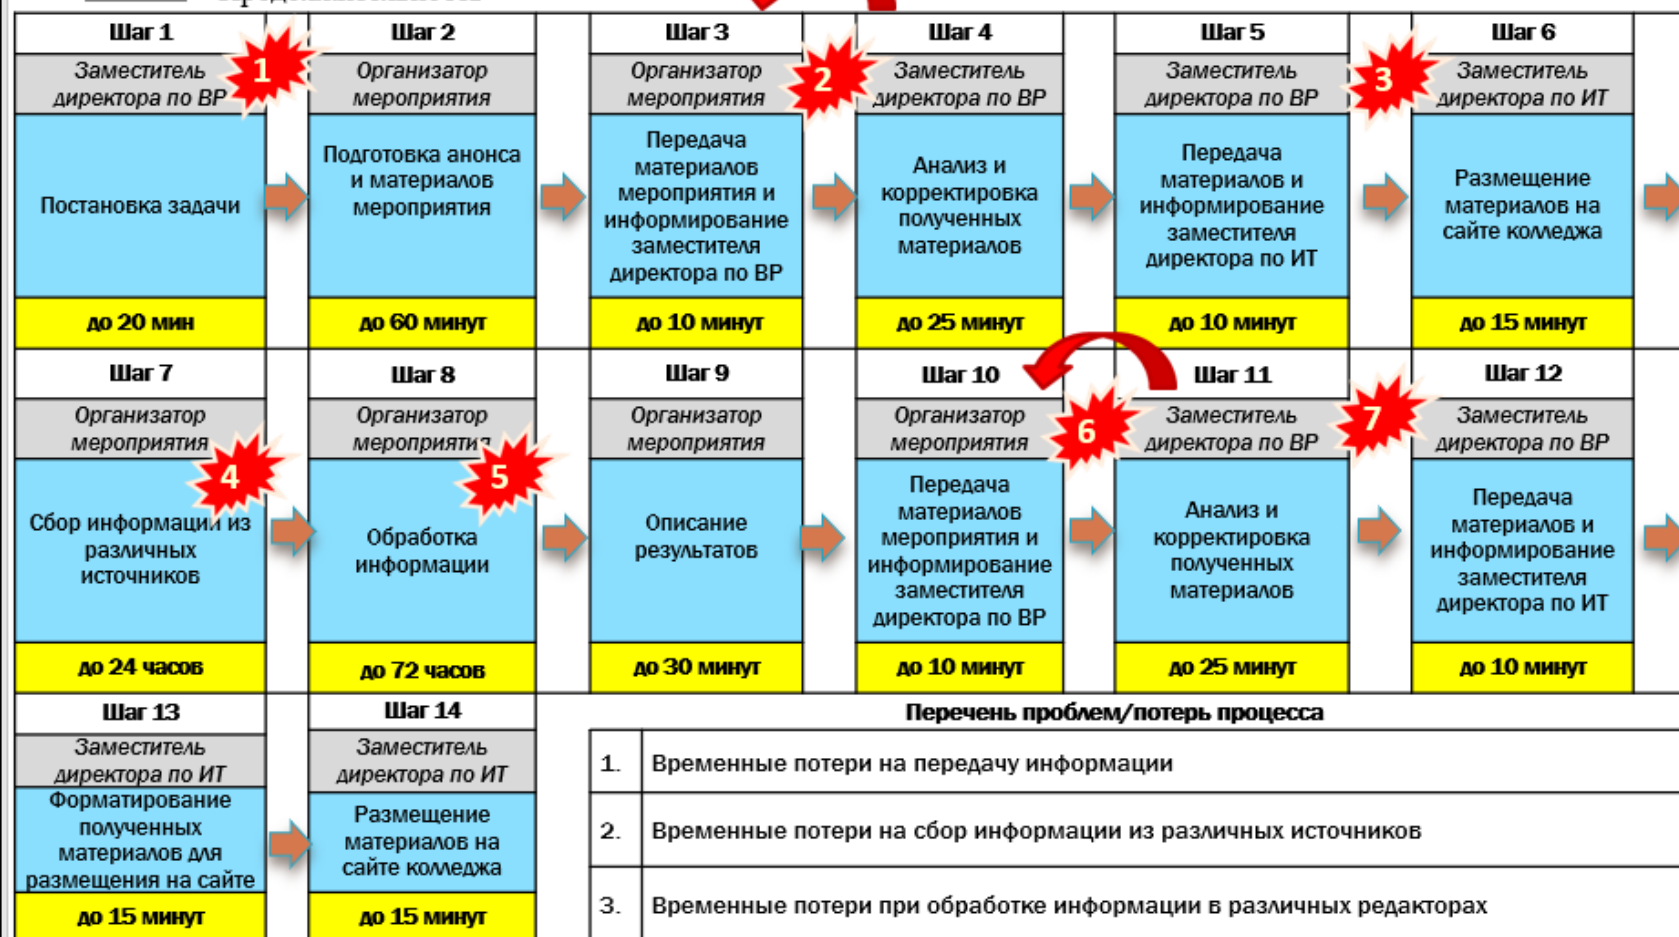 Шаг 1
Шаг 2
Шаг 3
Шаг 4
Шаг 5
Шаг 6
Заместитель
директора по ВР
1
Организатор
мероприятия
Организатор
мероприятия
2
Заместитель
директора по ВР
Заместитель
директора по ВР
3
Заместитель
директора по ИТ
Постановка задачи
Подготовка анонса
и материалов
мероприятия
Передача
материалов
мероприятия и
информирование
заместителя
директора по ВР
Анализ и
корректировка
полученных
материалов
Передача
материалов и
информирование
заместителя
директора по ИТ
Размещение
материалов на
сайте колледжа
до 20 мин
до 60 минут
до 10 минут
до 25 минут
до 10 минут
до 15 минут
Шаг 7
Шаг 8
Шаг 9
Шаг 10
Шаг 11
Шаг 12
Организатор
мероприятия
4
Организатор
мероприятия
5
Организатор
мероприятия
Организатор
мероприятия
6
Заместитель
директора по ВР
7
Заместитель
директора по ВР
Сбор информации из
различных
источников
Обработка
информации
Описание
результатов
Передача
материалов
мероприятия и
информирование
заместителя
директора по ВР
Анализ и
корректировка
полученных
материалов
Передача
материалов и
информирование
заместителя
директора по ИТ
до 24 часов
до 72 часов
до 30 минут
до 10 минут
до 25 минут
до 10 минут
Шаг 13
Шаг 14
Заместитель
директора по ИТ
Заместитель
директора по ИТ
Форматирование
полученных
материалов для
размещения на сайте
Размещение
материалов на
сайте колледжа
до 15 минут
до 15 минут
Перечень проблем/потерь процесса
1. Временные потери на передачу информации
2. Временные потери на сбор информации из различных источников
3. Временные потери при обработке информации в различных редакторах